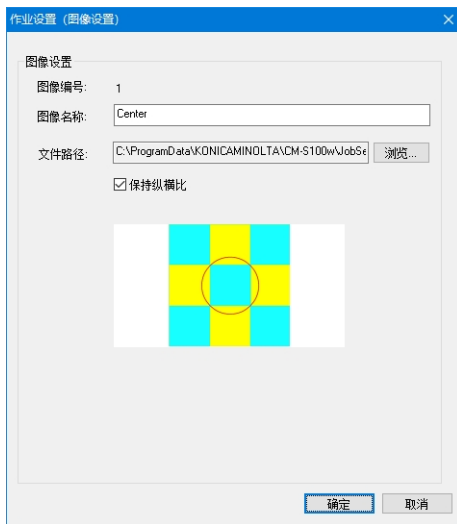 作业设置 (图像设置)
图像设置
图像编号: 1
图像名称: Center
文件路径: C:\ProgramData\KONICAMINOLTA\CM-S100w\JobSe 浏览...
保持纵横比
确定 取消